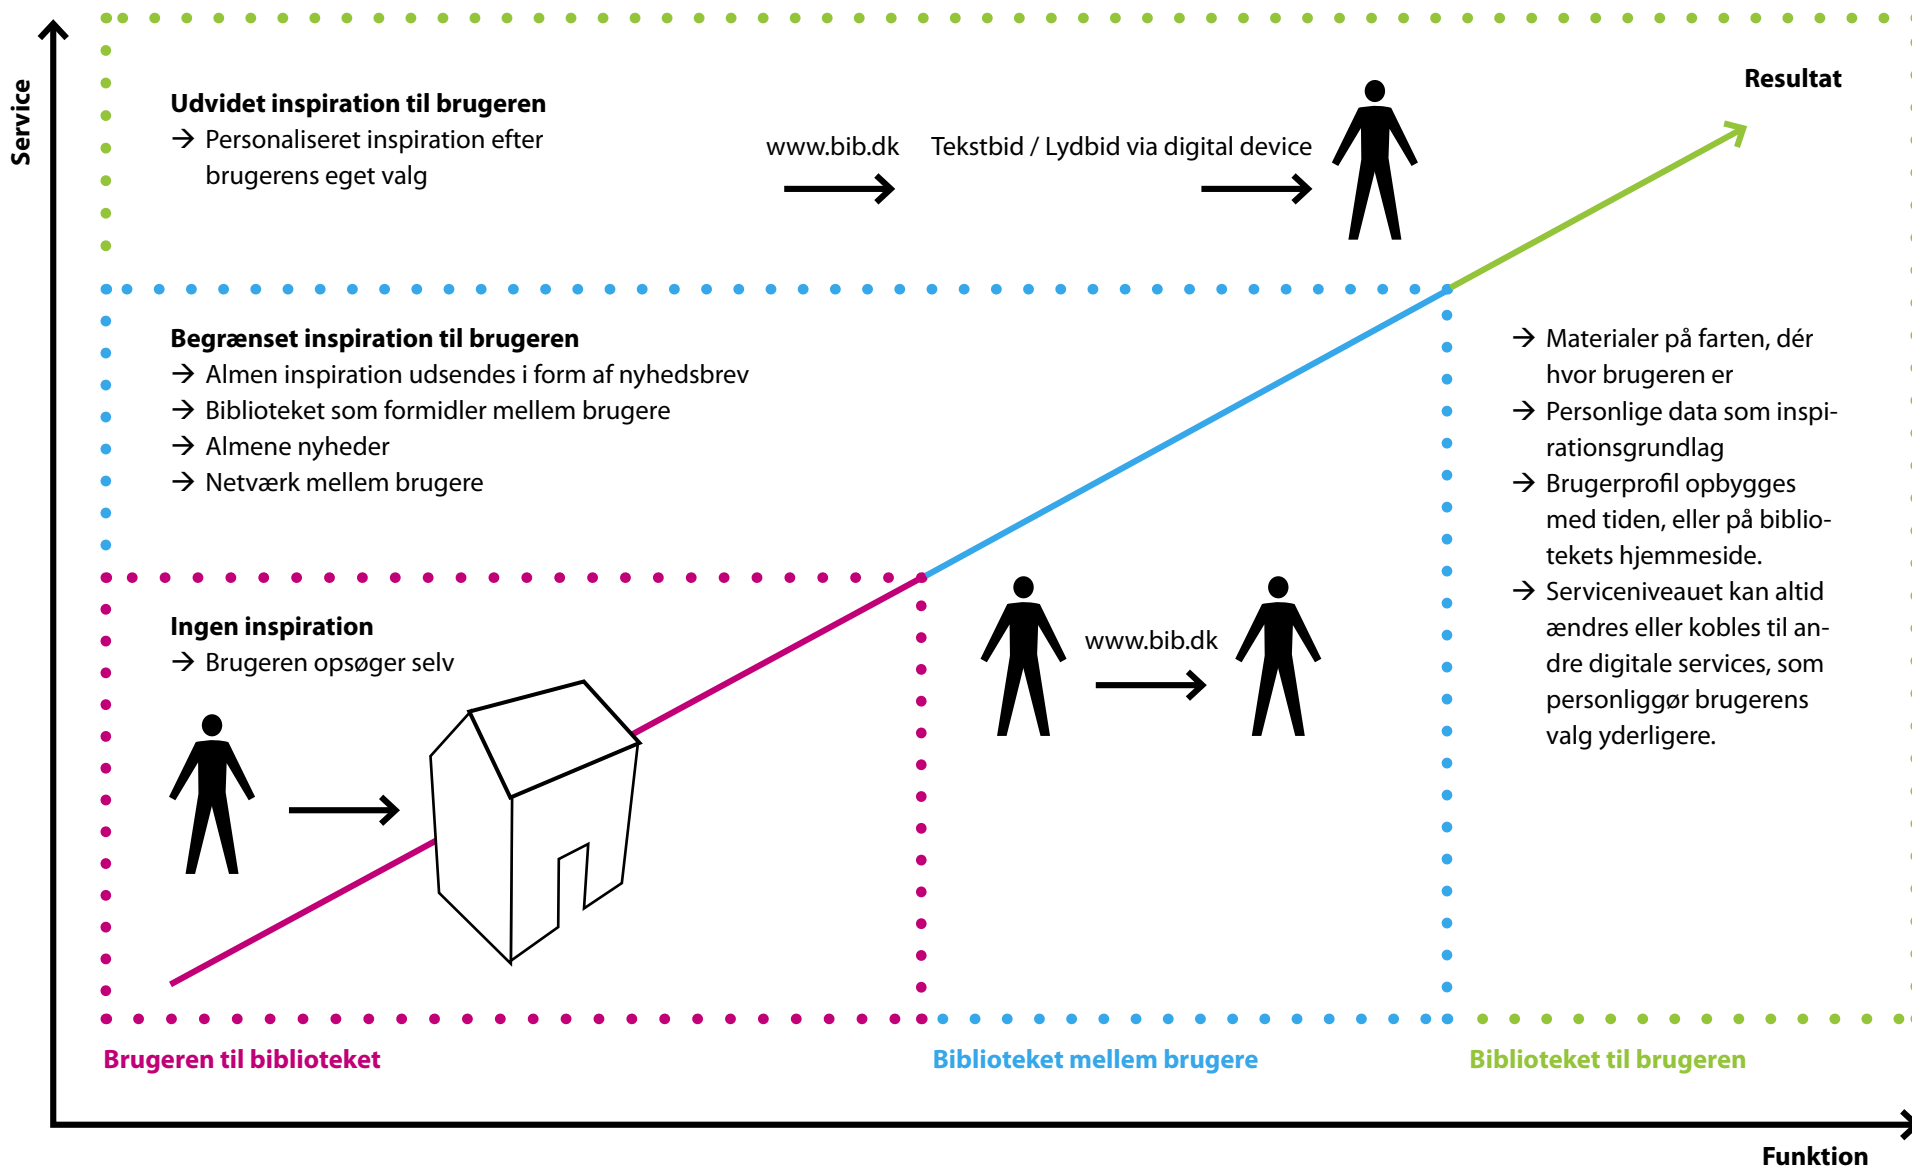 Service
Resultat
Udvidet inspiration til brugeren
→ Personaliseret inspiration efter
brugerens eget valg
www.bib.dk
Tekstbid / Lydbid via digital device
Begrænset inspiration til brugeren
→ Almen inspiration udsendes i form af nyhedsbrev
→ Biblioteket som formidler mellem brugere
→ Almene nyheder
→ Netværk mellem brugere
→ Materialer på farten, dér
hvor brugeren er
→ Personlige data som inspi-
rationsgrundlag
→ Brugerprofil opbygges
med tiden, eller på biblio-
tekets hjemmeside.
→ Serviceniveauet kan altid
ændres eller kobles til an-
dre digitale services, som
personliggør brugerens
valg yderligere.
Ingen inspiration
→ Brugeren opsøger selv
www.bib.dk
Brugeren til biblioteket
Biblioteket mellem brugere
Biblioteket til brugeren
Funktion